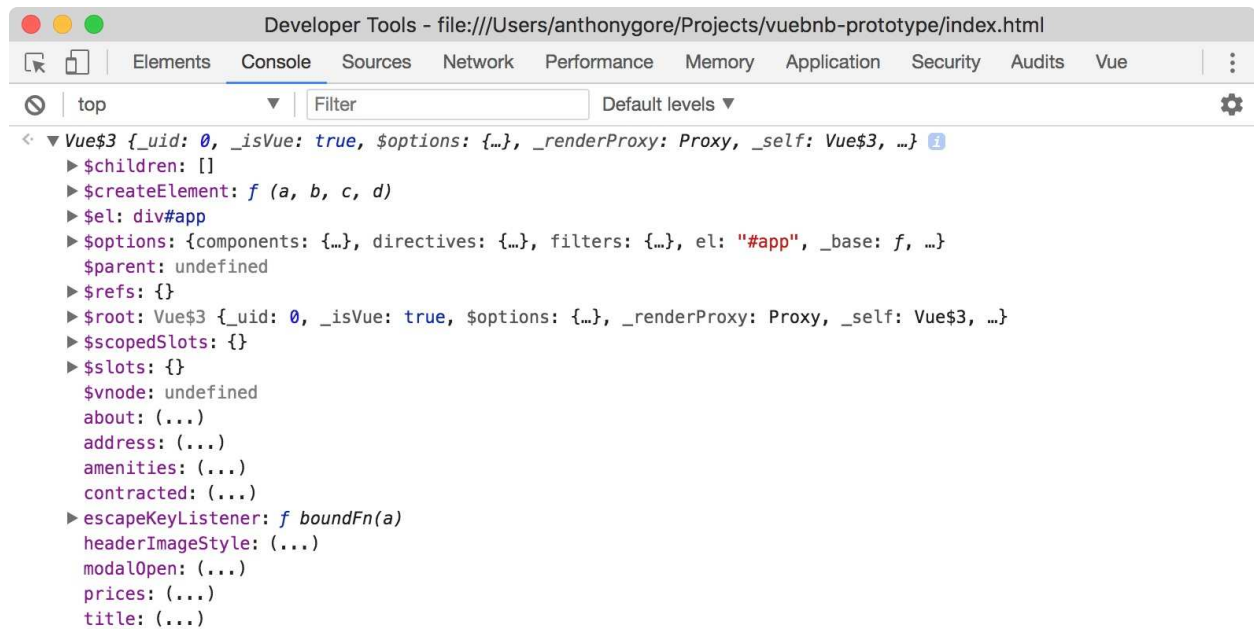 Developer Tools - file:///Users/anthonygore/Projects/vuebnb-prototype/index.html
Elements Console Sources Network Performance Memory Application Security Audits Vue
top Filter Default levels
Vue$3 {_uid: 0, _isVue: true, $options: {…}, _renderProxy: Proxy, _self: Vue$3, …} i
$children: []
$createElement: ƒ (a, b, c, d)
$el: div#app
$options: {components: {…}, directives: {…}, filters: {…}, el: "#app", _base: ƒ, …}
$parent: undefined
$refs: {}
$root: Vue$3 {_uid: 0, _isVue: true, $options: {…}, _renderProxy: Proxy, _self: Vue$3, …}
$scopedSlots: {}
$slots: {}
$vnode: undefined
about: (...)
address: (...)
amenities: (...)
contracted: (...)
escapeKeyListener: ƒ boundFn(a)
headerImageStyle: (...)
modalOpen: (...)
prices: (...)
title: (...)